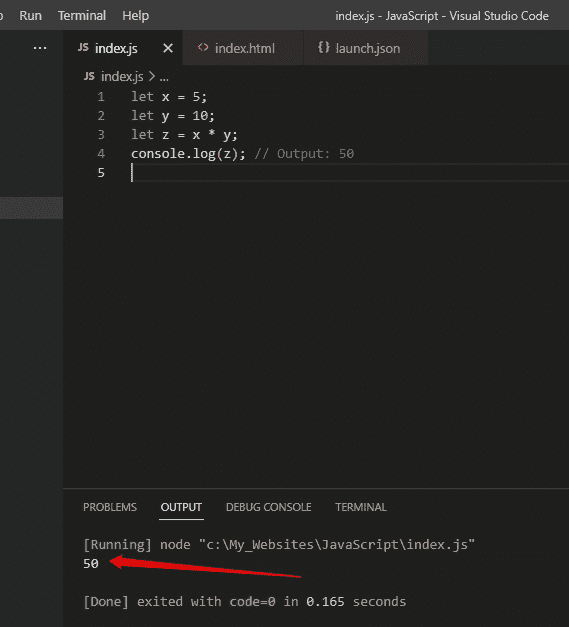 Run Terminal Help index.js - JavaScript - Visual Studio Code
... JS index.js × <> index.html {} launch.json
JS index.js > ...
1 let x = 5;
2 let y = 10;
3 let z = x * y;
4 console.log(z); // Output: 50
5
PROBLEMS OUTPUT DEBUG CONSOLE TERMINAL
[Running] node "c:\My_Websites\JavaScript\index.js"
50
[Done] exited with code=0 in 0.165 seconds